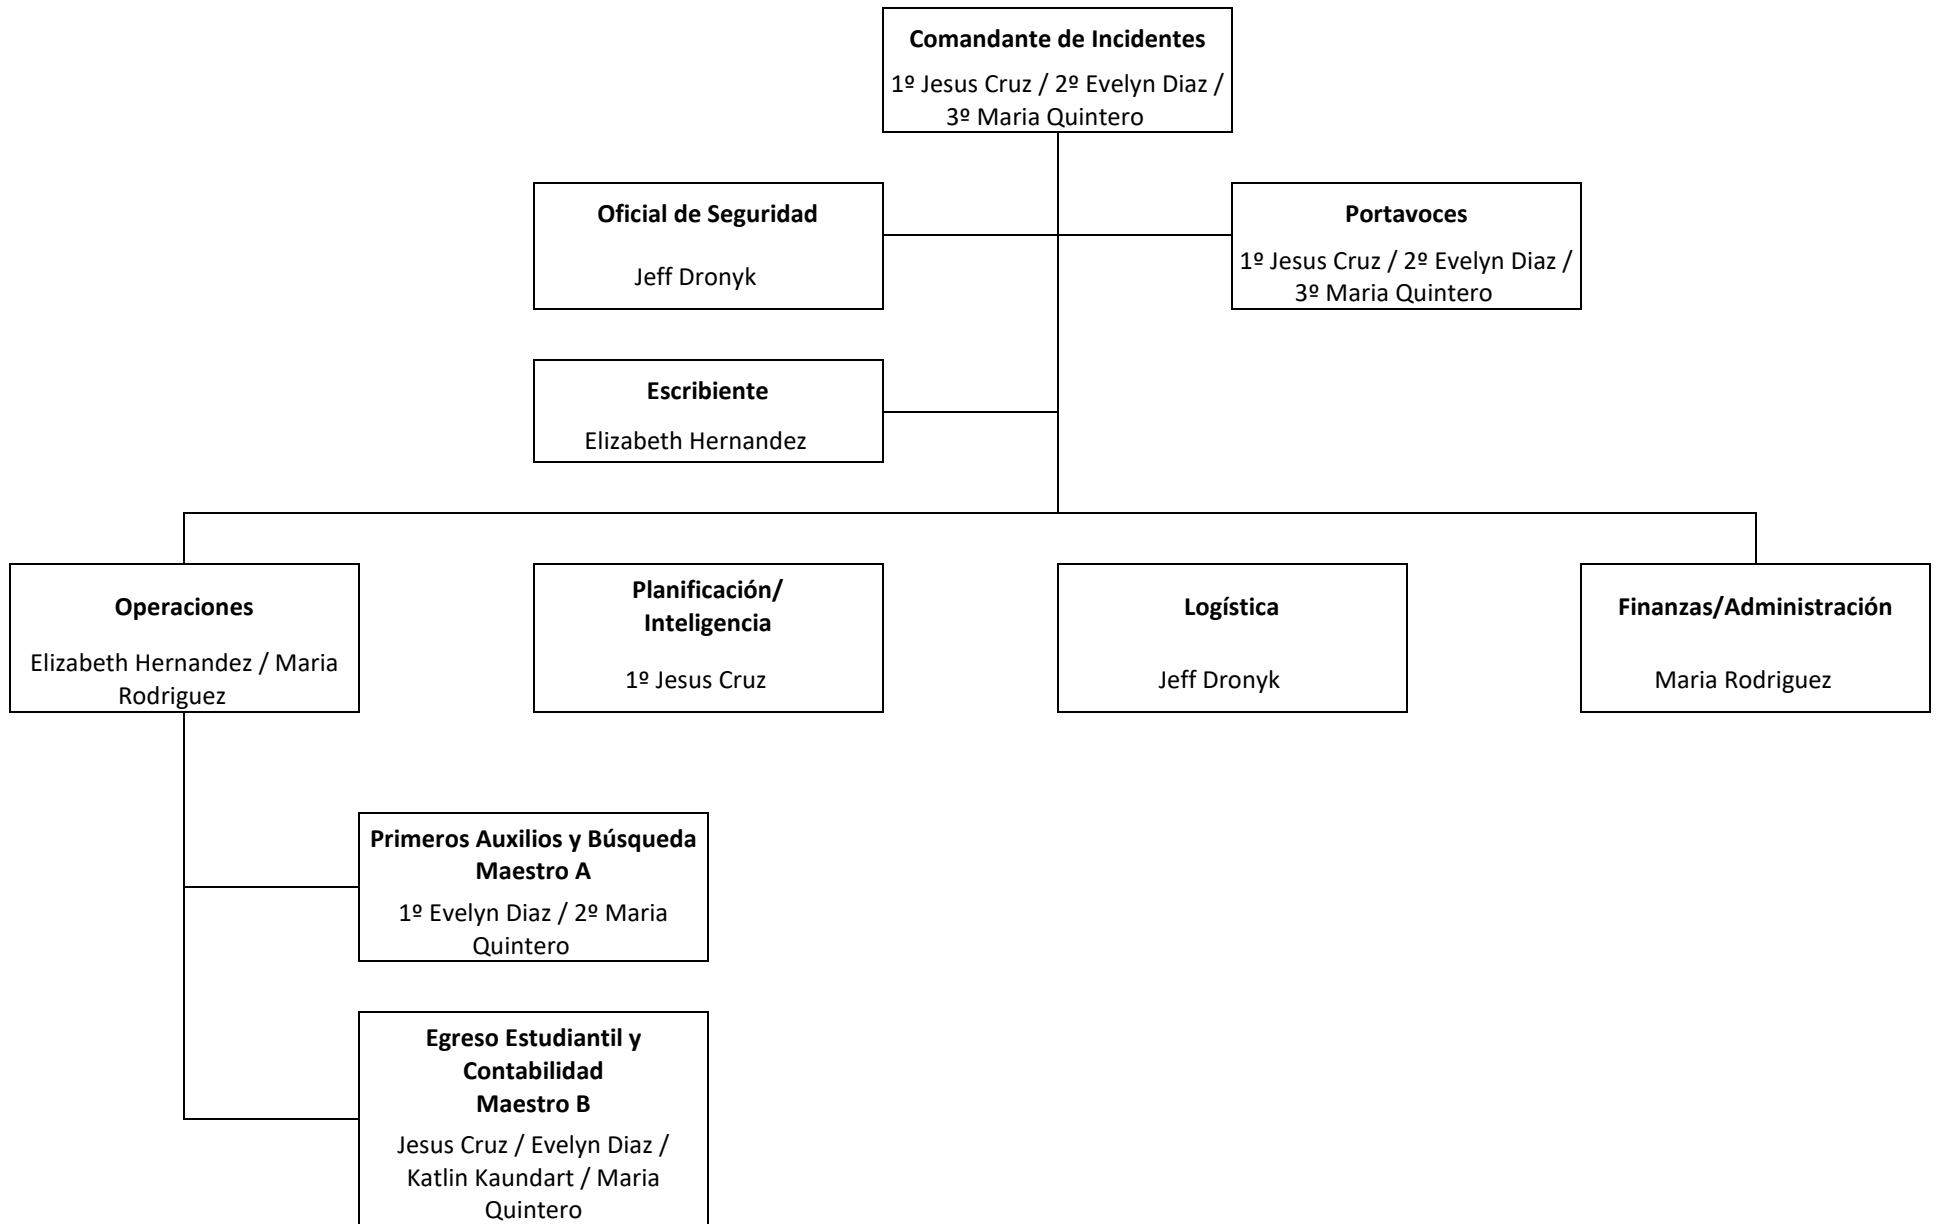 Comandante de Incidentes
1º Jesus Cruz / 2º Evelyn Diaz /
3º Maria Quintero
Oficial de Seguridad
Jeff Dronyk
Portavoces
1º Jesus Cruz / 2º Evelyn Diaz /
3º Maria Quintero
Escribiente
Elizabeth Hernandez
Operaciones
Elizabeth Hernandez / Maria
Rodriguez
Planificación/
Inteligencia
1º Jesus Cruz
Logística
Jeff Dronyk
Finanzas/Administración
Maria Rodriguez
Primeros Auxilios y Búsqueda
Maestro A
1º Evelyn Diaz / 2º Maria
Quintero
Egreso Estudiantil y
Contabilidad
Maestro B
Jesus Cruz / Evelyn Diaz /
Katlin Kaundart / Maria
Quintero